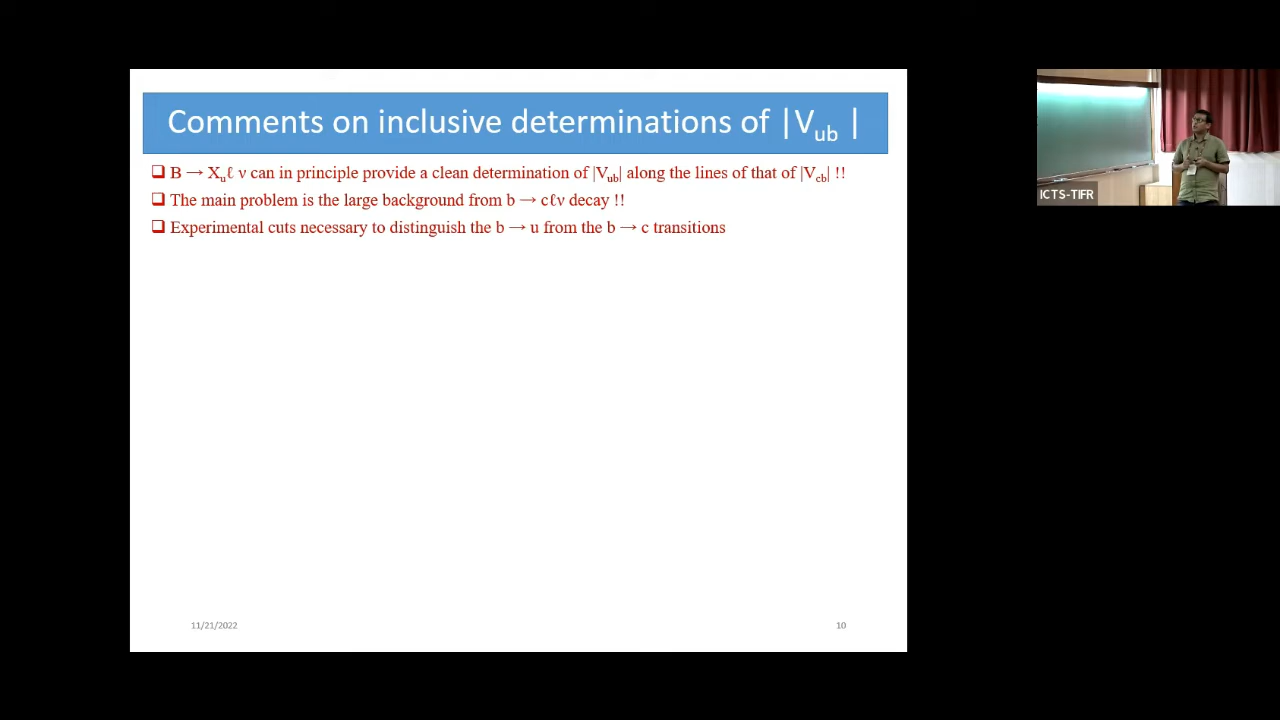 Comments on inclusive determinations of |Vub |
❑ B → Xuℓ ν can in principle provide a clean determination of |Vub| along the lines of that of |Vcb| !!
❑ The main problem is the large background from b → cℓν decay !!
❑ Experimental cuts necessary to distinguish the b → u from the b → c transitions
11/21/2022
10
ICTS-TIFR